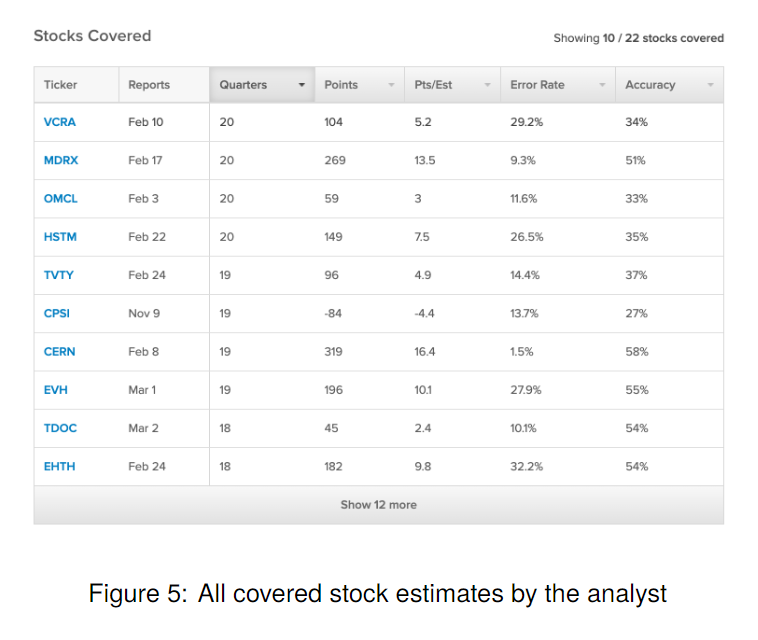 Stocks Covered
Showing 10 / 22 stocks covered
Ticker Reports Quarters Points Pts/Est Error Rate Accuracy
VCRA Feb 10 20 104 5.2 29.2% 34%
MDRX Feb 17 20 269 13.5 9.3% 51%
OMCL Feb 3 20 59 3 11.6% 33%
HSTM Feb 22 20 149 7.5 26.5% 35%
TVTY Feb 24 19 96 4.9 14.4% 37%
CPSI Nov 9 19 -84 -4.4 13.7% 27%
CERN Feb 8 19 319 16.4 1.5% 58%
EVH Mar 1 19 196 10.1 27.9% 55%
TDOC Mar 2 18 45 2.4 10.1% 54%
EHTH Feb 24 18 182 9.8 32.2% 54%
Show 12 more
Figure 5: All covered stock estimates by the analyst